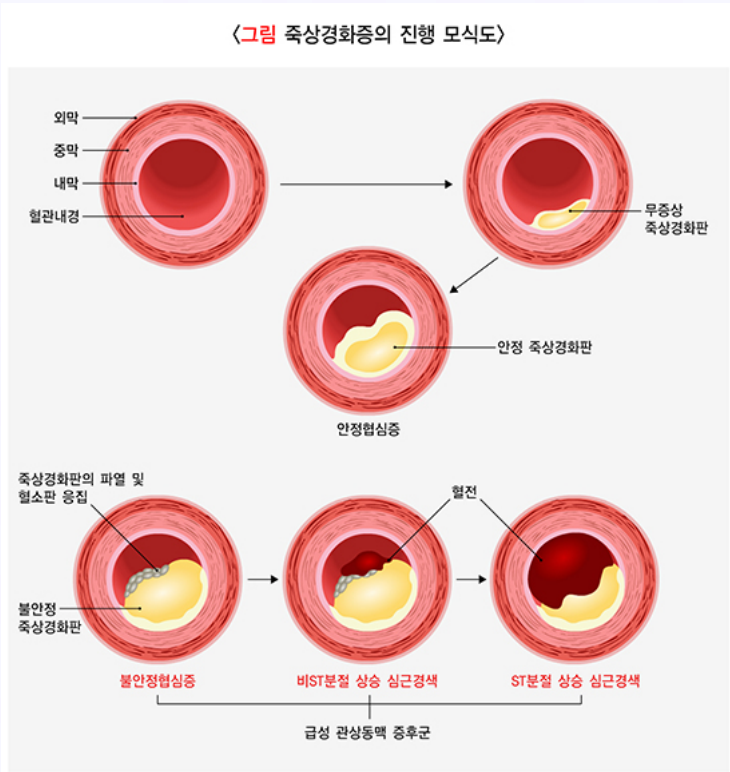 <그림 죽상경화증의 진행 모식도>
외막
중막
내막
혈관내경
무증상
죽상경화판
안정 죽상경화판
안정협심증
죽상경화판의 파열 및
혈소판 응집
혈전
불안정
죽상경화판
불안정협심증
비ST분절 상승 심근경색
ST분절 상승 심근경색
급성 관상동맥 증후군